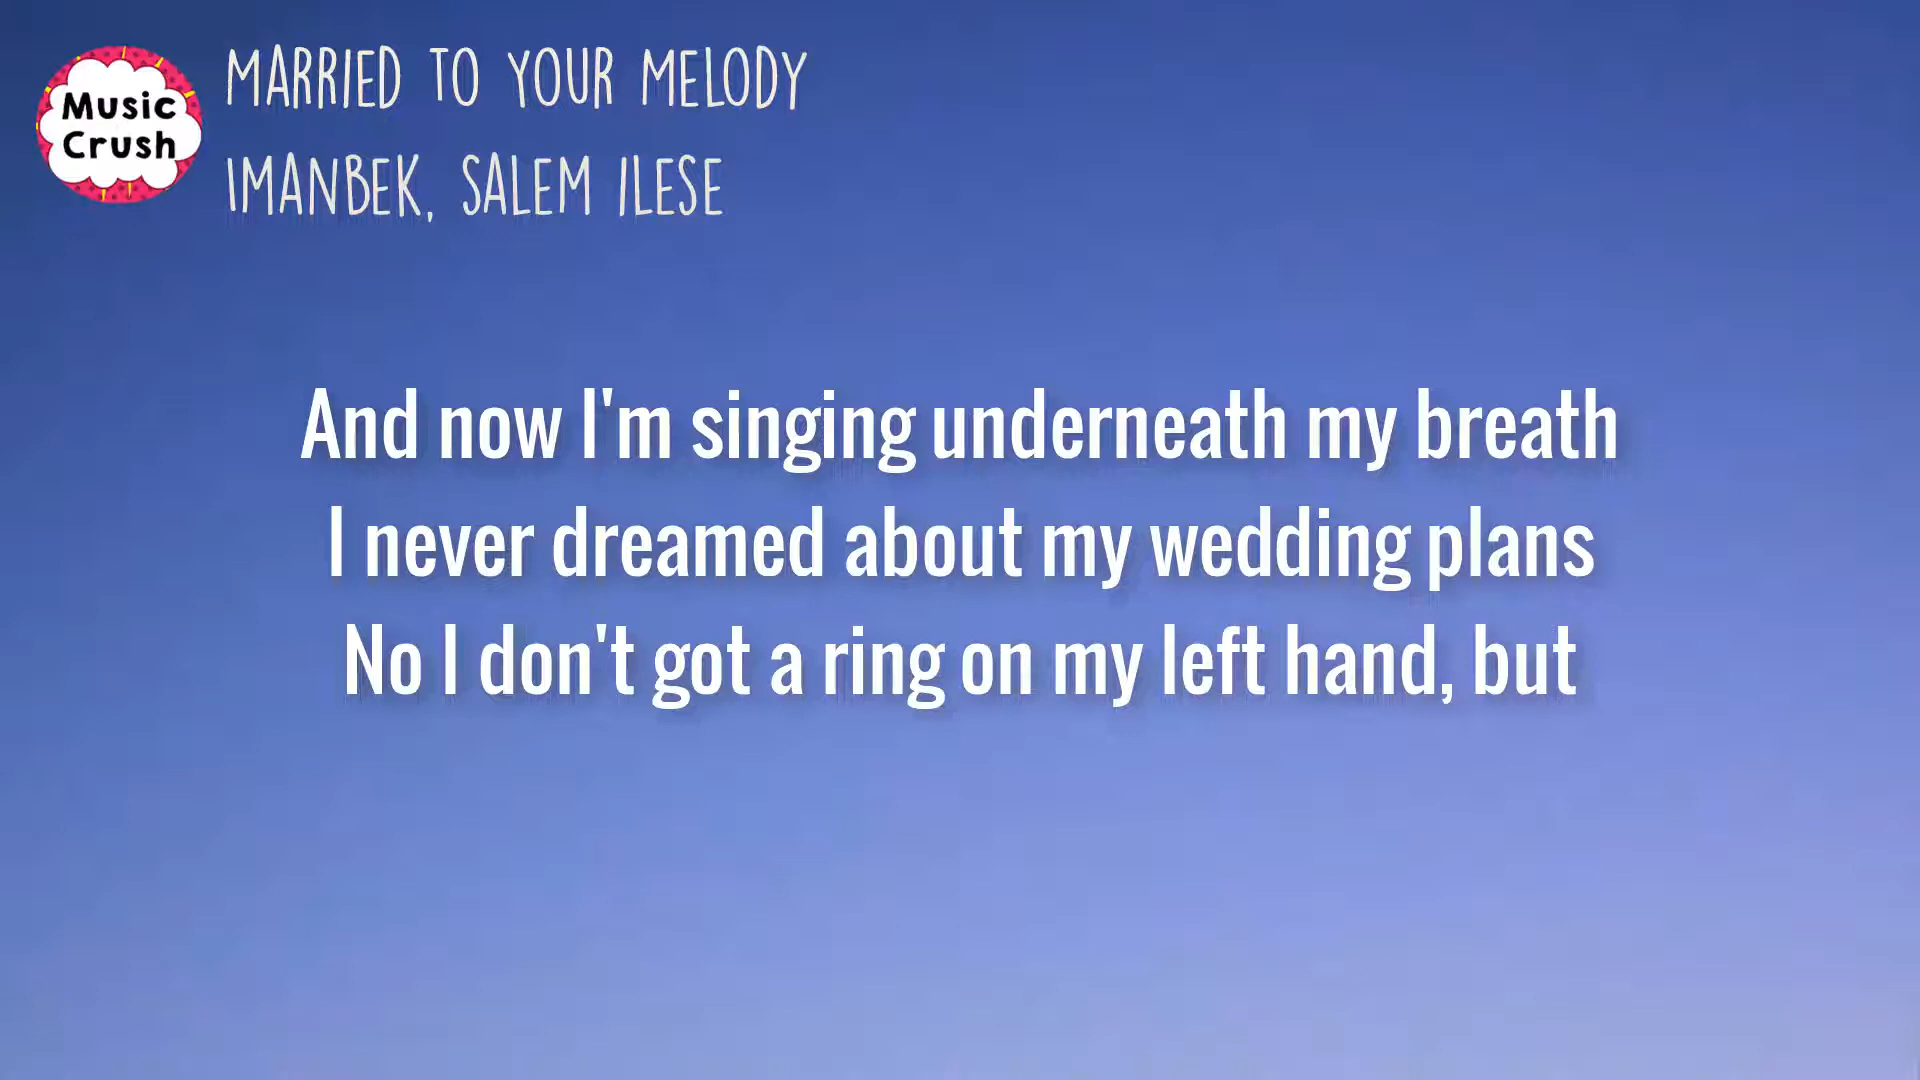 Music
Crush
MARRIED TO YOUR MELODY
IMANBEK, SALEM ILESE
And now I'm singing underneath my breath
I never dreamed about my wedding plans
No I don't got a ring on my left hand, but